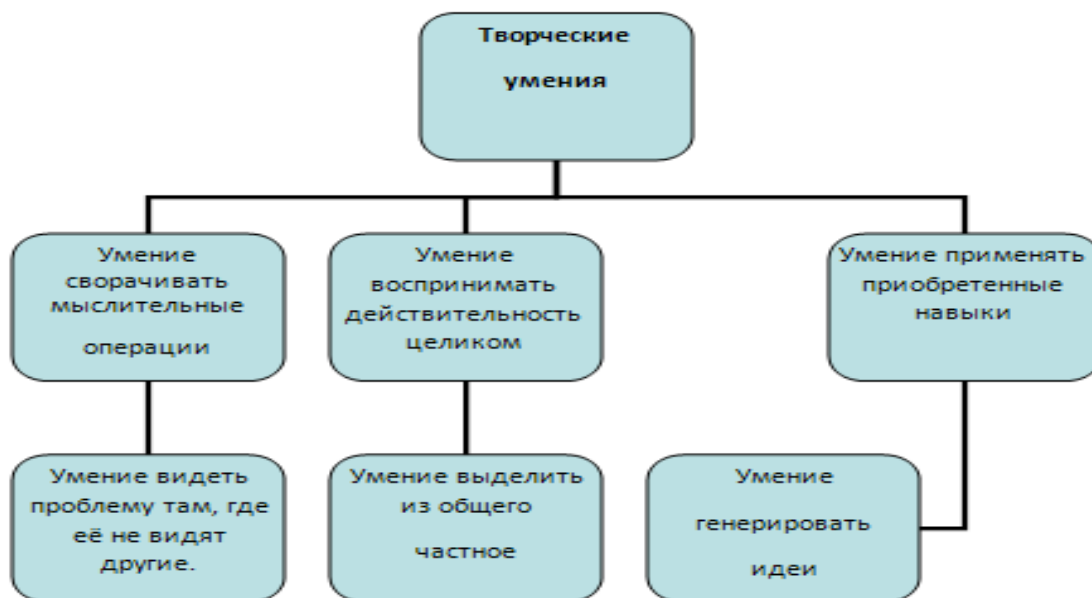 Творческие
умения
Умение
сворачивать
мыслительные
операции
Умение
воспринимать
действительность
целиком
Умение применять
приобретенные
навыки
Умение видеть
проблему там, где
её не видят
другие.
Умение выделить
из общего
частное
Умение
генерировать
идеи